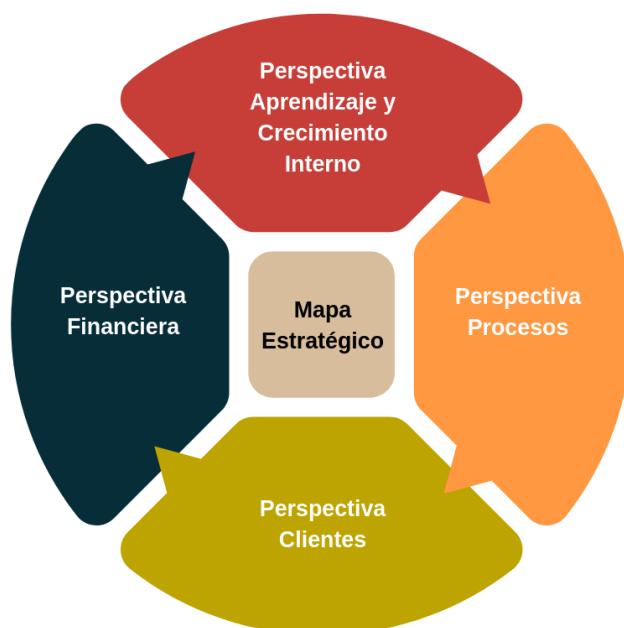 Perspectiva
Aprendizaje y
Crecimiento
Interno
Perspectiva
Financiera
Mapa
Estratégico
Perspectiva
Procesos
Perspectiva
Clientes